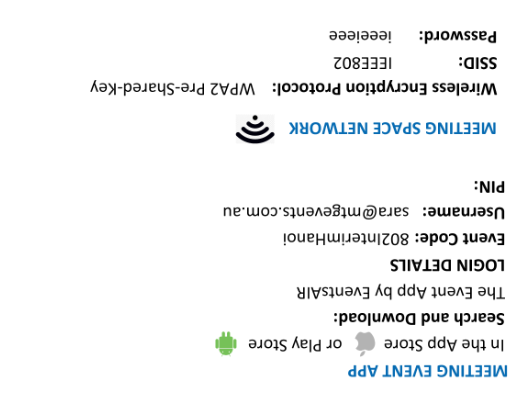 MEETING EVENT APP
In the App Store or Play Store
Search and Download:
The Event App by EventsAIR
LOGIN DETAILS
Event Code: 802InterimHanoi
Username: sara@mtgevents.com.au
PIN:
MEETING SPACE NETWORK
Wireless Encryption Protocol: WPA2 Pre-Shared-Key
SSID: IEEE802
Password: ieeeieee